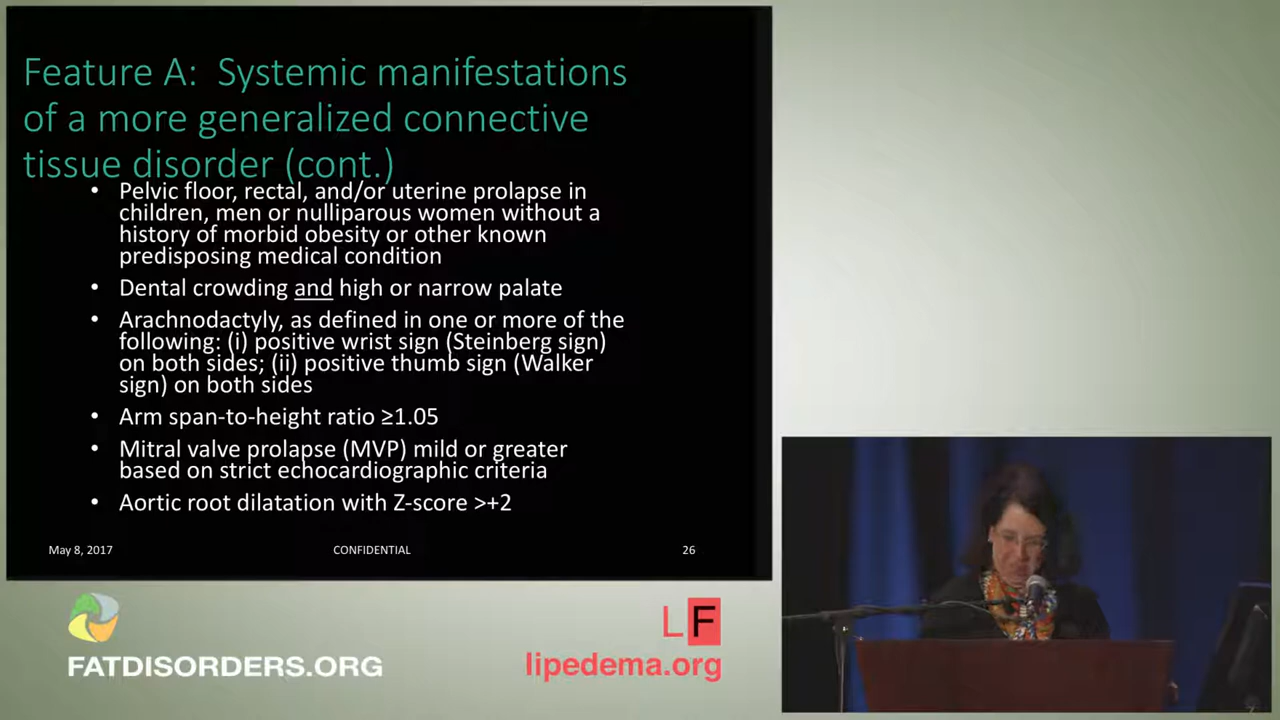 Feature A: Systemic manifestations
of a more generalized connective
tissue disorder (cont.)
• Pelvic floor, rectal, and/or uterine prolapse in
children, men or nulliparous women without a
history of morbid obesity or other known
predisposing medical condition
• Dental crowding and high or narrow palate
• Arachnodactyly, as defined in one or more of the
following: (i) positive wrist sign (Steinberg sign)
on both sides; (ii) positive thumb sign (Walker
sign) on both sides
• Arm span-to-height ratio ≥1.05
• Mitral valve prolapse (MVP) mild or greater
based on strict echocardiographic criteria
• Aortic root dilatation with Z-score >+2
May 8, 2017 CONFIDENTIAL 26
FATDISORDERS.ORG
LF
lipedema.org